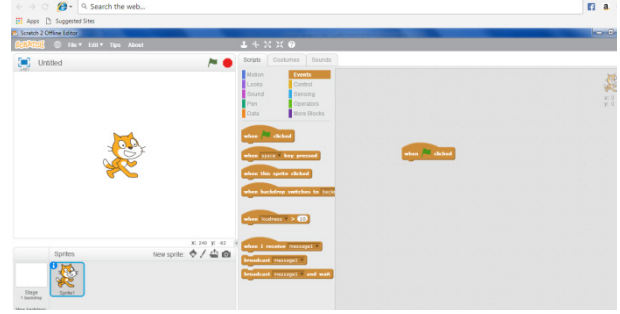 Search the web...
Apps Suggested Sites
Scratch 2 Offline Editor
SCRATCH File Edit Tips About
Untitled
Scripts Costumes Sounds
Motion Events
Looks Control
Sound Sensing
Pen Operators
Data More Blocks
when clicked
when space key pressed
when this sprite clicked
when backdrop switches to
when loudness > 10
when I receive message1
broadcast message1
broadcast message1 and wait
when clicked
Sprites New sprite:
Stage
1 backdrop
Sprite1